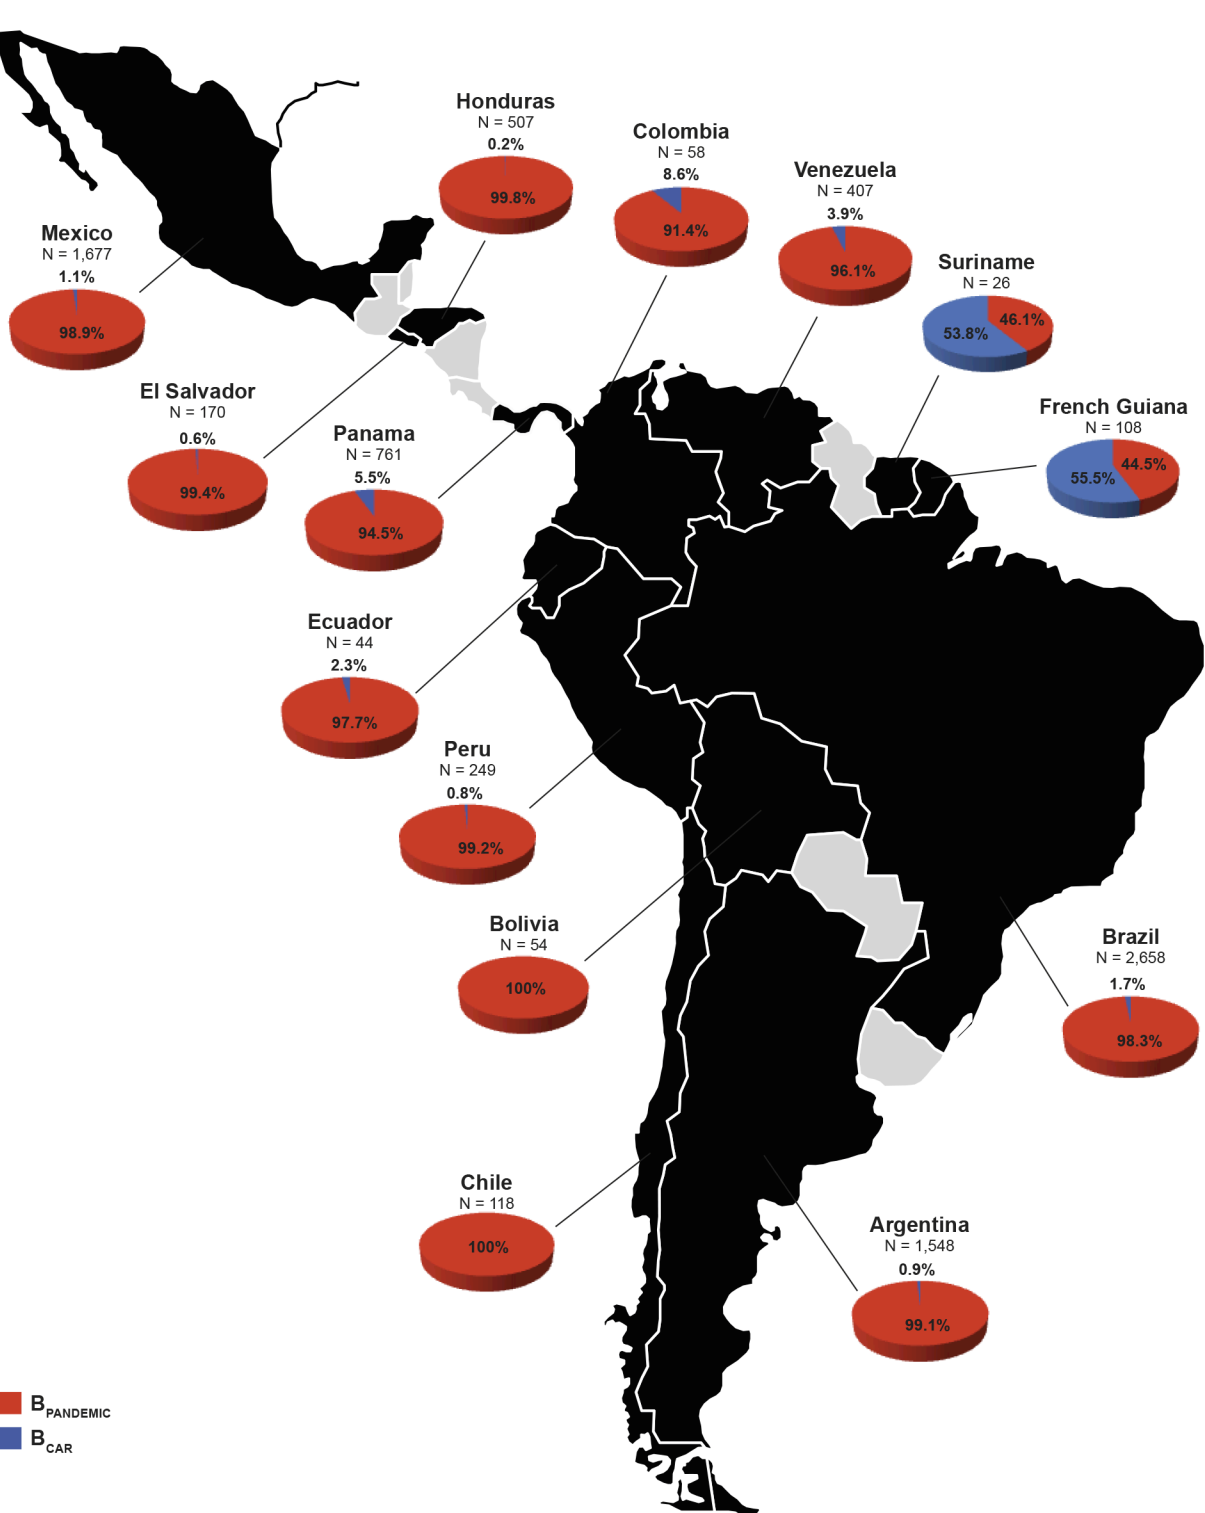 Honduras
N = 507
0.2%
99.8%
Colombia
N = 58
8.6%
91.4%
Venezuela
N = 407
3.9%
96.1%
Mexico
N = 1,677
1.1%
98.9%
Suriname
N = 26
53.8%
46.1%
El Salvador
N = 170
0.6%
99.4%
French Guiana
N = 108
55.5%
44.5%
Panama
N = 761
5.5%
94.5%
Ecuador
N = 44
2.3%
97.7%
Peru
N = 249
0.8%
99.2%
Bolivia
N = 54
100%
Brazil
N = 2,658
1.7%
98.3%
Chile
N = 118
100%
Argentina
N = 1,548
0.9%
99.1%
B PANDEMIC
B CAR